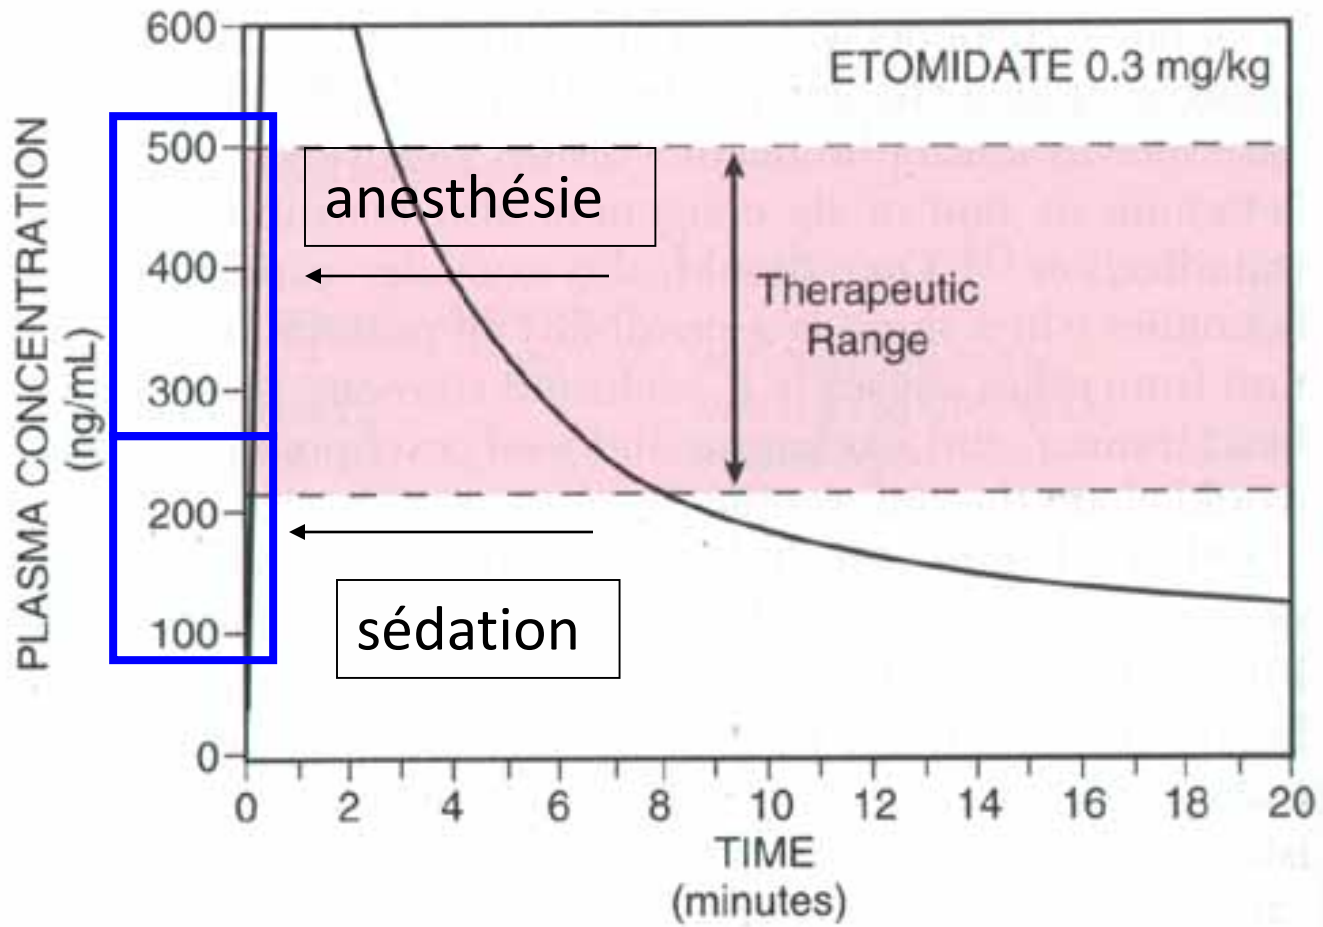 ETOMIDATE 0.3 mg/kg
PLASMA CONCENTRATION
(ng/mL)
600
500
400
300
200
100
0
anesthésie
Therapeutic
Range
sédation
0 2 4 6 8 10 12 14 16 18 20
TIME
(minutes)